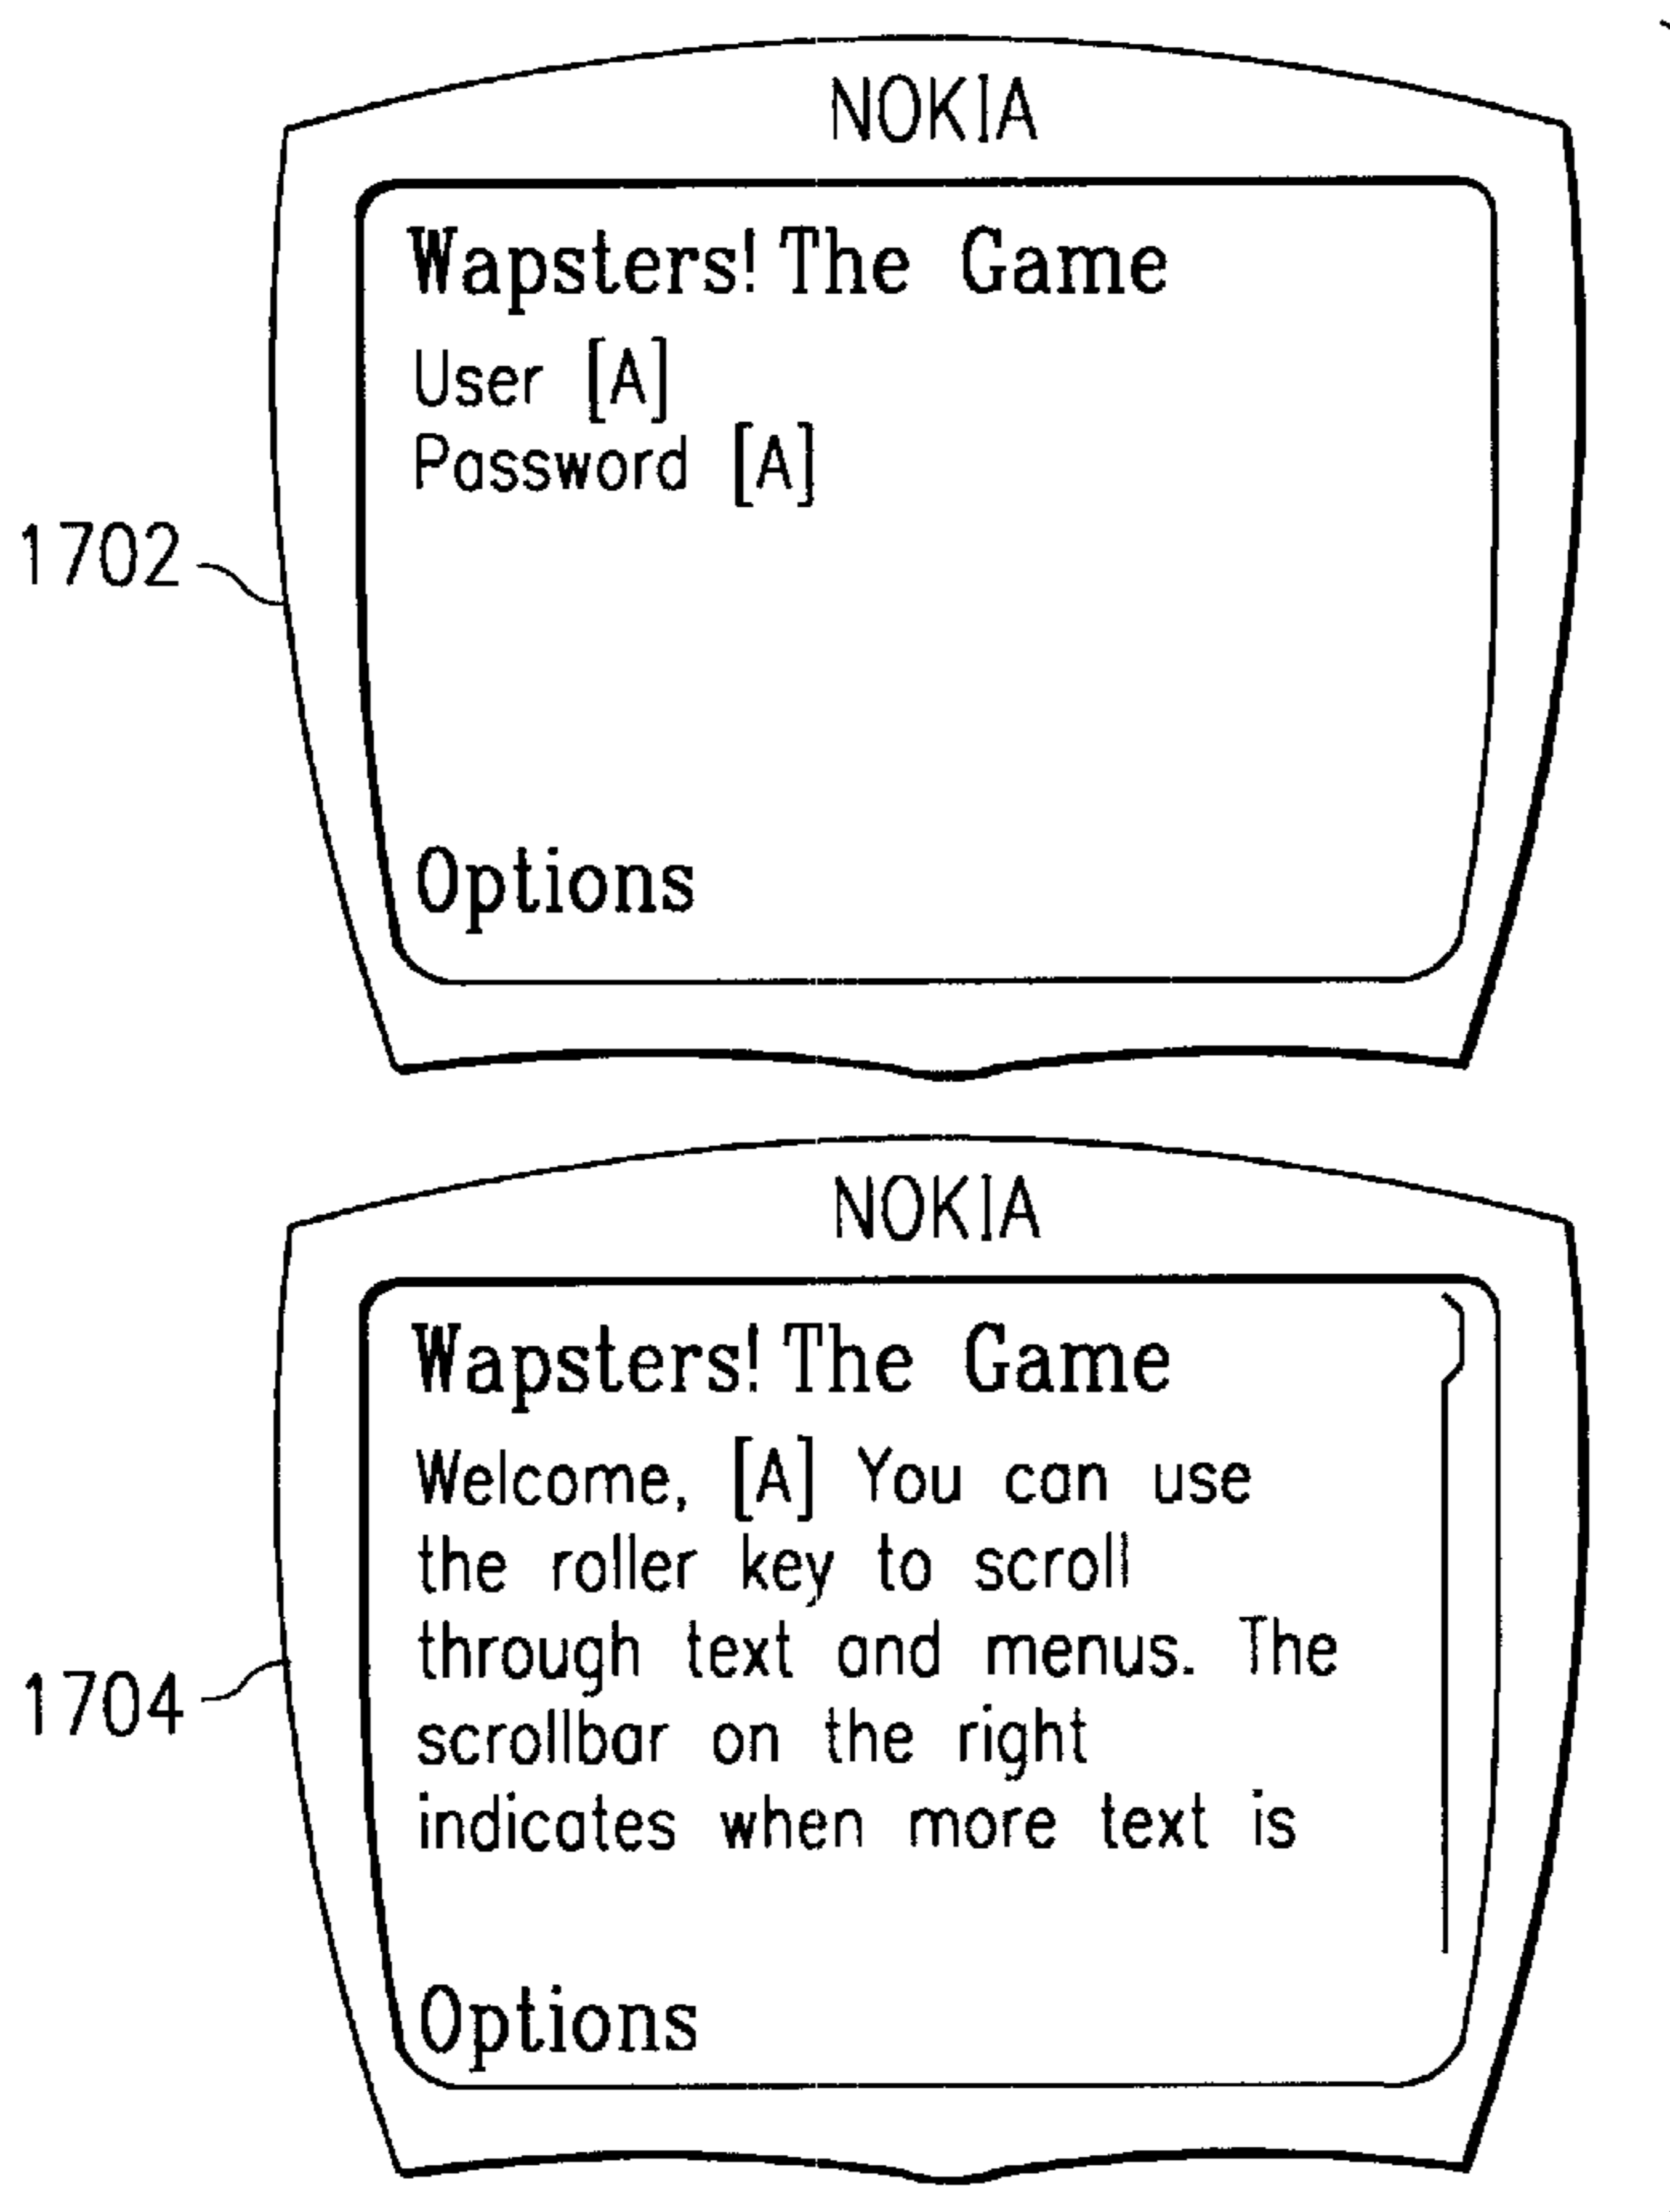 NOKIA
Wapsters! The Game
User [A]
Password [A]
1702
Options
NOKIA
Wapsters! The Game
Welcome, [A] You can use
the roller key to scroll
through text and menus. The
scrollbar on the right
1704
indicates when more text is
Options